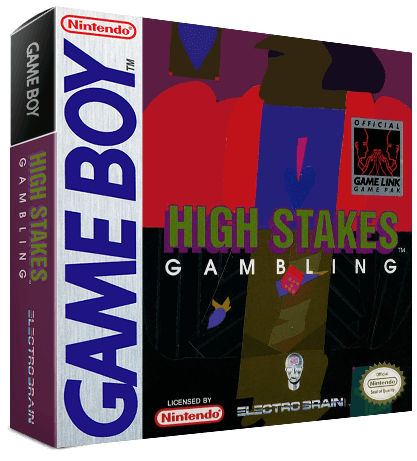 Nintendo
GAME BOY
TM
OFFICIAL
GAME LINK
GAME PAK
HIGH STAKES
TM
GAMBLING
LICENSED BY
Nintendo
ELECTRO BRAIN
Official
Nintendo
Seal of Quality
GAME BOY
HIGH STAKES
GAMBLING
ELECTRO BRAIN